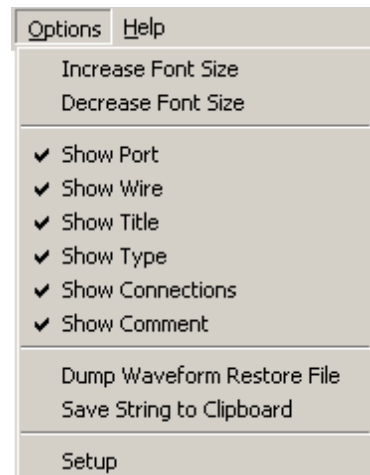 Options Help
Increase Font Size
Decrease Font Size
Show Port
Show Wire
Show Title
Show Type
Show Connections
Show Comment
Dump Waveform Restore File
Save String to Clipboard
Setup